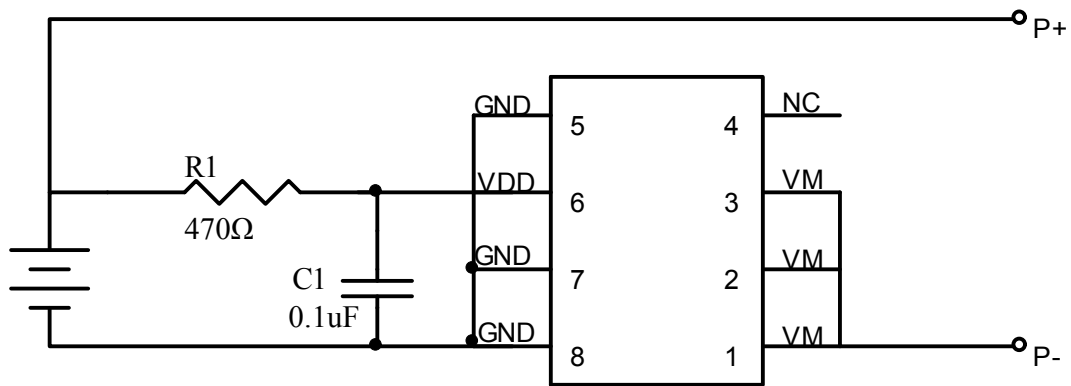 P+
GND 5 4 NC
R1
VDD 6 3 VM
470Ω
GND 7 2 VM
C1
0.1uF
GND 8 1 VM
P-